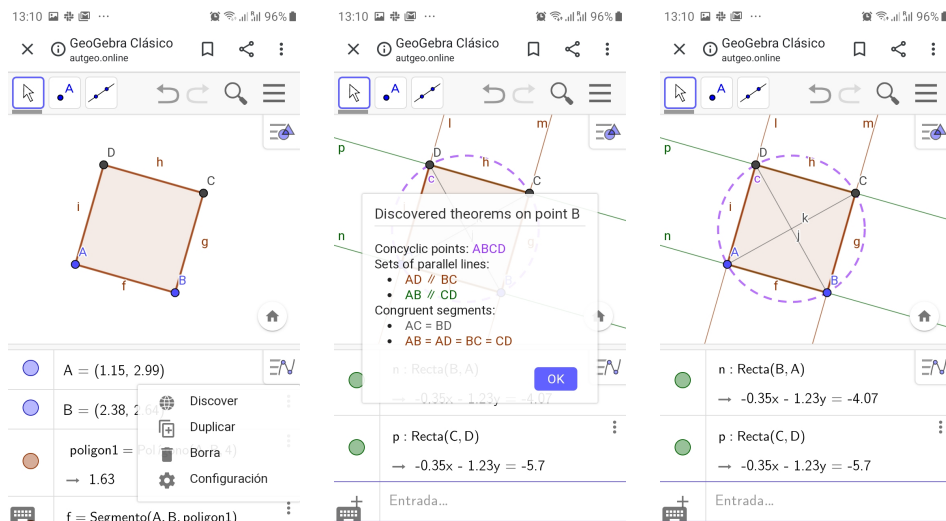 13:10 96%
GeoGebra Clásico
autgeo.online
A
D
h
C
i
g
A
B
f
A = (1.15, 2.99)
B = (2.38, 2.64)
poligon1 = Polígono(A, B, 4)
→ 1.63
f = Segmento(A, B, poligon1)
Discover
Duplicar
Borra
Configuración
13:10 96%
GeoGebra Clásico
autgeo.online
A
l
m
p
D
h
c
C
i
n
g
Discovered theorems on point B
Concyclic points: ABCD
Sets of parallel lines:
• AD // BC
• AB // CD
Congruent segments:
• AC = BD
• AB = AD = BC = CD
OK
n : Recta(B, A)
→ -0.35x - 1.23y = -4.07
p : Recta(C, D)
→ -0.35x - 1.23y = -5.7
Entrada...
13:10 96%
GeoGebra Clásico
autgeo.online
A
l
m
p
D
h
c
C
i
k
n
j
g
A
B
f
n : Recta(B, A)
→ -0.35x - 1.23y = -4.07
p : Recta(C, D)
→ -0.35x - 1.23y = -5.7
Entrada...